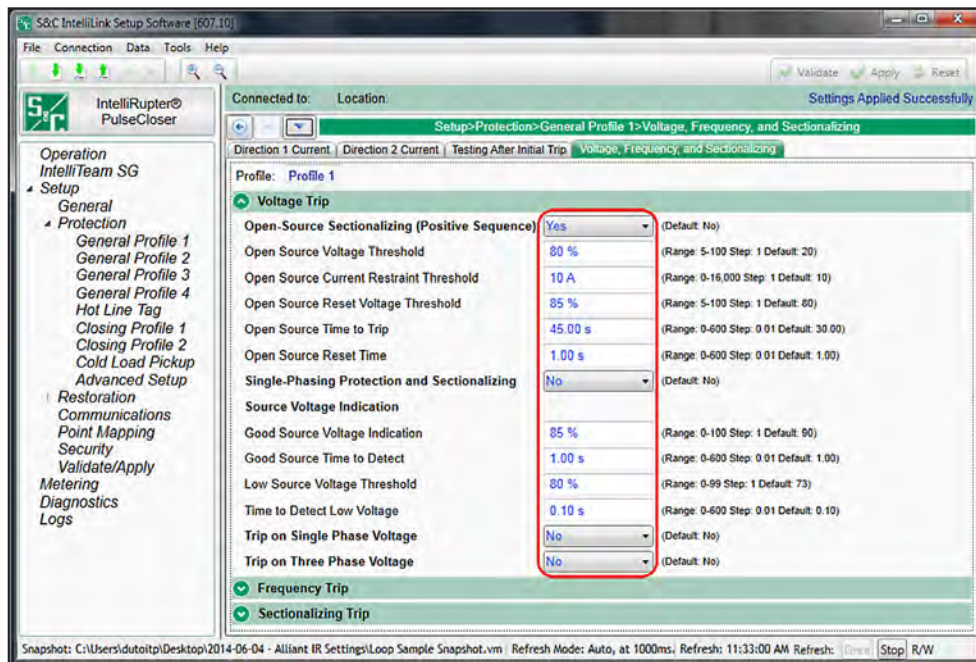 S&C IntelliLink Setup Software [607.10]
File Connection Data Tools Help
Validate Apply Reset
S&C
IntelliRupter®
PulseCloser
Connected to: Location: Settings Applied Successfully
Setup>Protection>General Profile 1>Voltage, Frequency, and Sectionalizing
Direction 1 Current Direction 2 Current Testing After Initial Trip Voltage, Frequency, and Sectionalizing
Operation
IntelliTeam SG
Setup
General
Protection
General Profile 1
General Profile 2
General Profile 3
General Profile 4
Hot Line Tag
Closing Profile 1
Closing Profile 2
Cold Load Pickup
Advanced Setup
Restoration
Communications
Point Mapping
Security
Validate/Apply
Metering
Diagnostics
Logs
Profile: Profile 1
Voltage Trip
Open-Source Sectionalizing (Positive Sequence) Yes (Default: No)
Open Source Voltage Threshold 80 % (Range: 5-100 Step: 1 Default: 20)
Open Source Current Restraint Threshold 10 A (Range: 0-16,000 Step: 1 Default: 10)
Open Source Reset Voltage Threshold 85 % (Range: 5-100 Step: 1 Default: 80)
Open Source Time to Trip 45.00 s (Range: 0-600 Step: 0.01 Default: 30.00)
Open Source Reset Time 1.00 s (Range: 0-600 Step: 0.01 Default: 1.00)
Single-Phasing Protection and Sectionalizing No (Default: No)
Source Voltage Indication
Good Source Voltage Indication 85 % (Range: 0-100 Step: 1 Default: 90)
Good Source Time to Detect 1.00 s (Range: 0-600 Step: 0.01 Default: 1.00)
Low Source Voltage Threshold 80 % (Range: 0-99 Step: 1 Default: 73)
Time to Detect Low Voltage 0.10 s (Range: 0-600 Step: 0.01 Default: 0.10)
Trip on Single Phase Voltage No (Default: No)
Trip on Three Phase Voltage No (Default: No)
Frequency Trip
Sectionalizing Trip
Snapshot: C:\Users\dutoitp\Desktop\2014-06-04 - Alliant IR Settings\Loop Sample Snapshot.vm Refresh Mode: Auto, at 1000ms. Refresh: 11:33:00 AM Refresh: Stop R/W